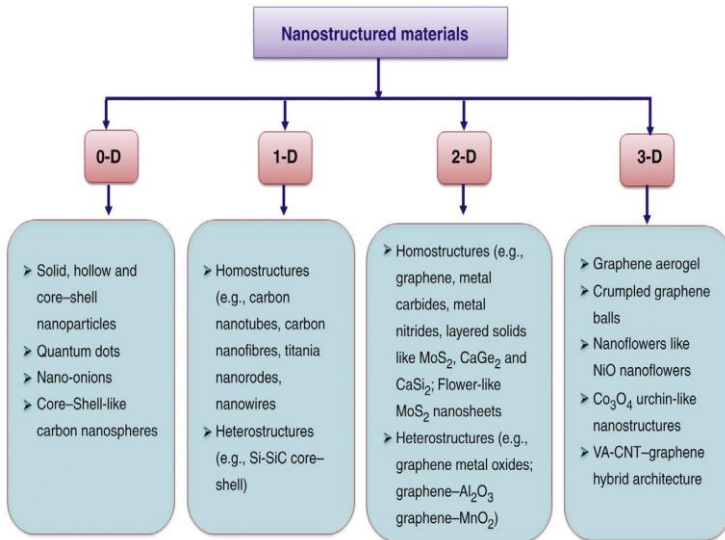 Nanostructured materials
0-D
1-D
2-D
3-D
➤ Solid, hollow and
core–shell
nanoparticles
➤ Quantum dots
➤ Nano-onions
➤ Core–Shell-like
carbon nanospheres
➤ Homostructures
(e.g., carbon
nanotubes, carbon
nanofibres, titania
nanorodes,
nanowires
➤ Heterostructures
(e.g., Si-SiC core–
shell)
➤ Homostructures (e.g.,
graphene, metal
carbides, metal
nitrides, layered solids
like MoS₂, CaGe₂ and
CaSi₂; Flower-like
MoS₂ nanosheets
➤ Heterostructures (e.g.,
graphene metal oxides;
graphene–Al₂O₃
graphene–MnO₂)
➤ Graphene aerogel
➤ Crumpled graphene
balls
➤ Nanoflowers like
NiO nanoflowers
➤ Co₃O₄ urchin-like
nanostructures
➤ VA-CNT–graphene
hybrid architecture